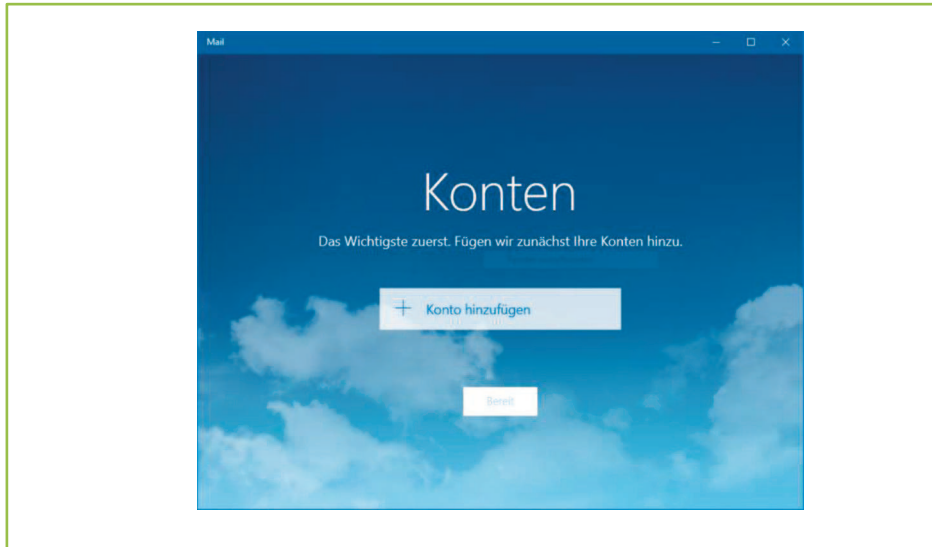 Mail
Konten
Das Wichtigste zuerst. Fügen wir zunächst Ihre Konten hinzu.
Konto hinzufügen
Bereit